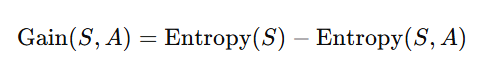 Gain(S, A) = Entropy(S) – Entropy(S, A)